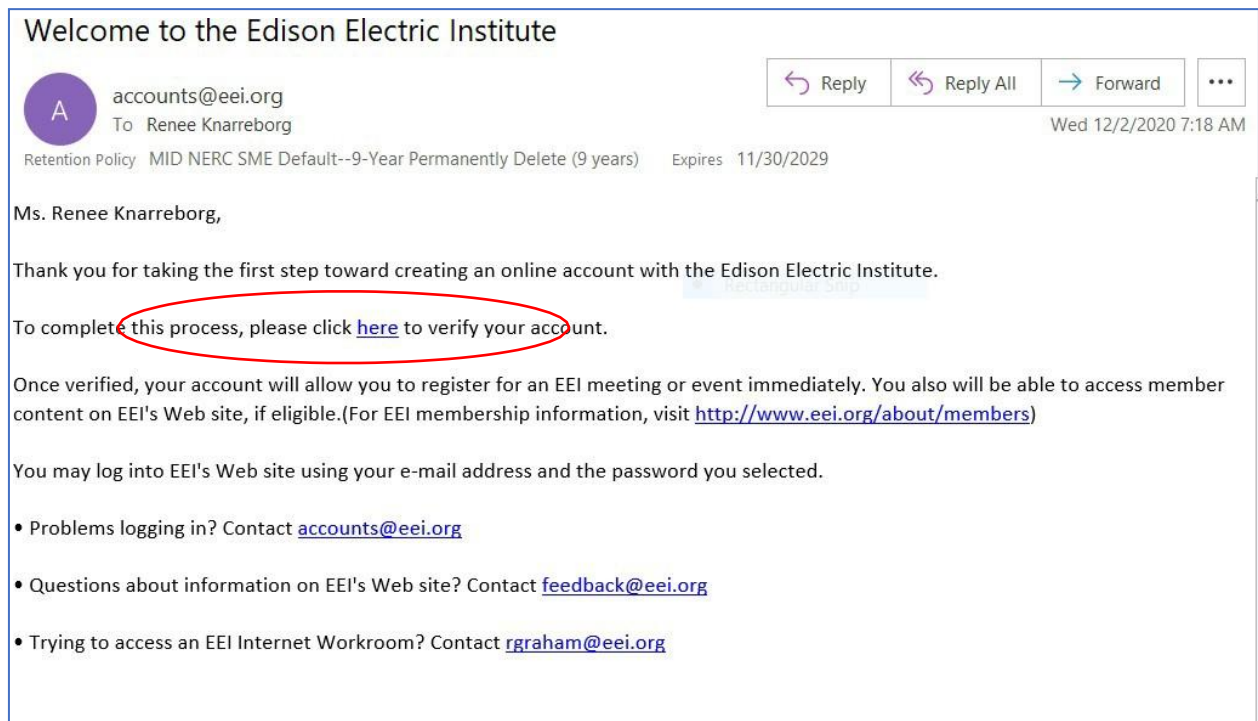 Welcome to the Edison Electric Institute
Reply
Reply All
Forward
A
accounts@eei.org
To Renee Knarreborg
Wed 12/2/2020 7:18 AM
Retention Policy MID NERC SME Default--9-Year Permanently Delete (9 years) Expires 11/30/2029
Ms. Renee Knarreborg,
Thank you for taking the first step toward creating an online account with the Edison Electric Institute.
Rectangular Snip
To complete this process, please click here to verify your account.
Once verified, your account will allow you to register for an EEI meeting or event immediately. You also will be able to access member
content on EEI's Web site, if eligible.(For EEI membership information, visit http://www.eei.org/about/members)
You may log into EEI's Web site using your e-mail address and the password you selected.
• Problems logging in? Contact accounts@eei.org
• Questions about information on EEI's Web site? Contact feedback@eei.org
• Trying to access an EEI Internet Workroom? Contact rgraham@eei.org